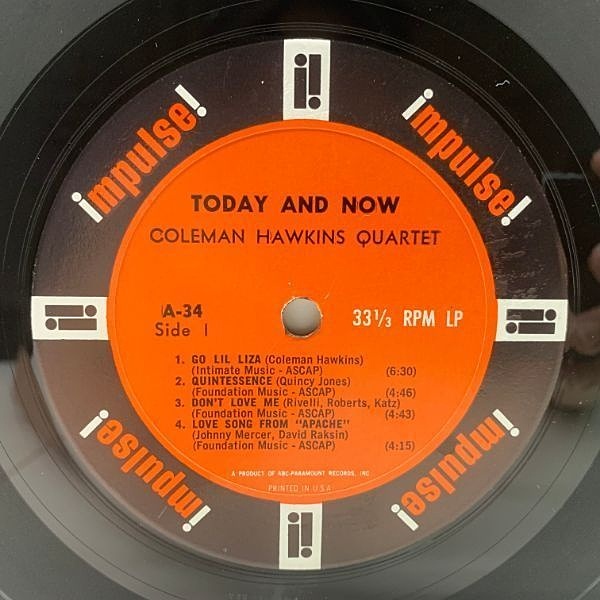 impulse!
impulse!
TODAY AND NOW
COLEMAN HAWKINS QUARTET
A-34
Side 1
33 1/3 RPM LP
1. GO LIL LIZA (Coleman Hawkins)
(Intimate Music - ASCAP) (6:30)
2. QUINTESSENCE (Quincy Jones)
(Foundation Music - ASCAP) (4:46)
3. DON'T LOVE ME (Rivelli, Roberts, Katz)
(Foundation Music - ASCAP) (4:43)
4. LOVE SONG FROM "APACHE"
(Johnny Mercer, David Raksin)
(Foundation Music - ASCAP) (4:15)
A PRODUCT OF ABC-PARAMOUNT RECORDS, INC.
PRINTED IN U.S.A.
impulse!
impulse!